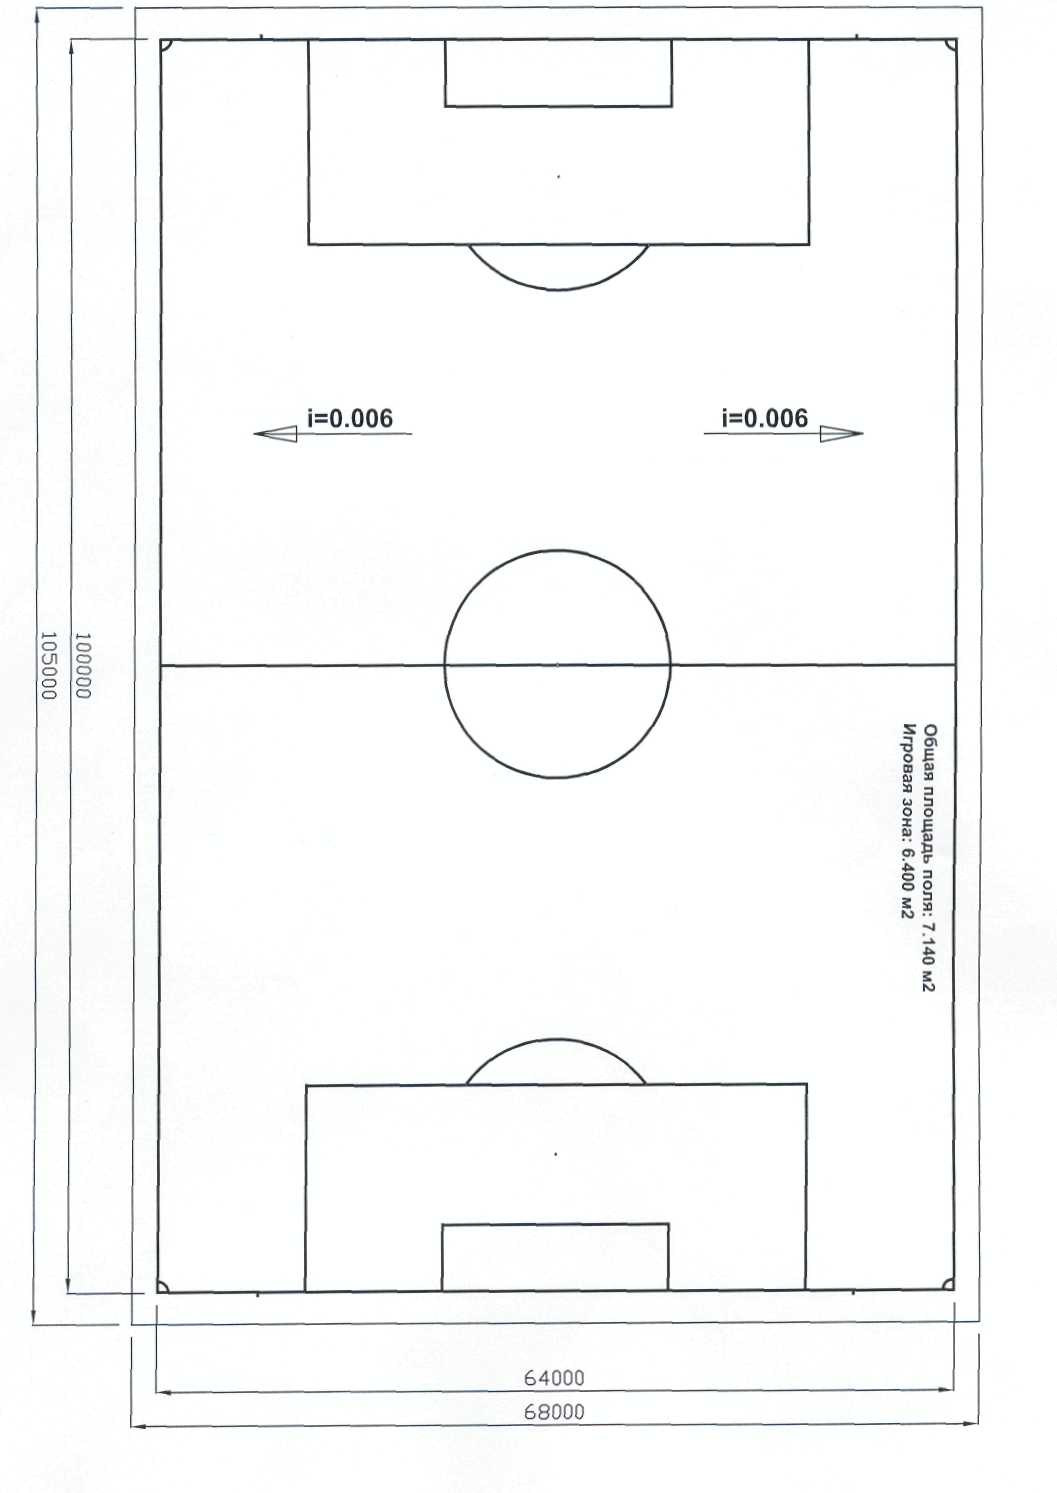 i=0.006
i=0.006
100000
105000
Общая площадь поля: 7.140 м2
Игровая зона: 6.400 м2
64000
68000